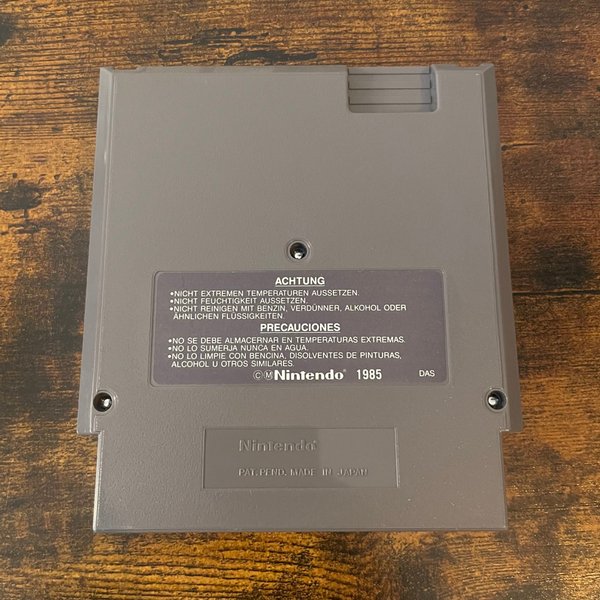 ACHTUNG
•NICHT EXTREMEN TEMPERATUREN AUSSETZEN.
•NICHT FEUCHTIGKEIT AUSSETZEN.
•NICHT REINIGEN MIT BENZIN, VERDÜNNER, ALKOHOL ODER
ÄHNLICHEN FLÜSSIGKEITEN.
PRECAUCIONES
•NO SE DEBE ALMACERNAR EN TEMPERATURAS EXTREMAS.
•NO LO SUMERJA NUNCA EN AGUA.
•NO LO LIMPIE CON BENCINA, DISOLVENTES DE PINTURAS,
ALCOHOL U OTROS SIMILARES.
©Ⓜ Nintendo® 1985 DAS
Nintendo®
PAT. PEND. MADE IN JAPAN